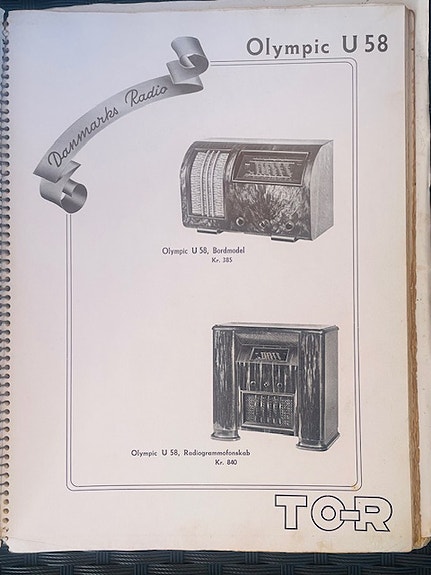 Olympic U 58
Danmarks Radio
Olympic U 58, Bordmodel
Kr. 385
Olympic U 58, Radiogrammofonskab
Kr. 840
TO-R